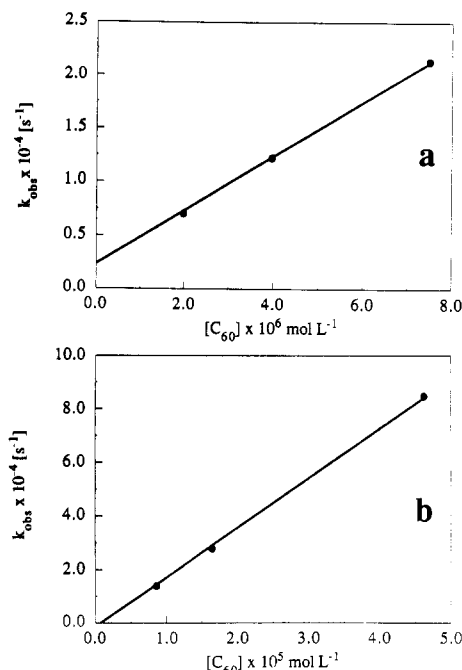 2.5
2.0
1.5
1.0
0.5
0.0
k_obs x 10^-4 [s^-1]
a
0.0 2.0 4.0 6.0 8.0
[C_60] x 10^6 mol L^-1
10.0
8.0
6.0
4.0
2.0
0.0
k_obs x 10^-4 [s^-1]
b
0.0 1.0 2.0 3.0 4.0 5.0
[C_60] x 10^5 mol L^-1